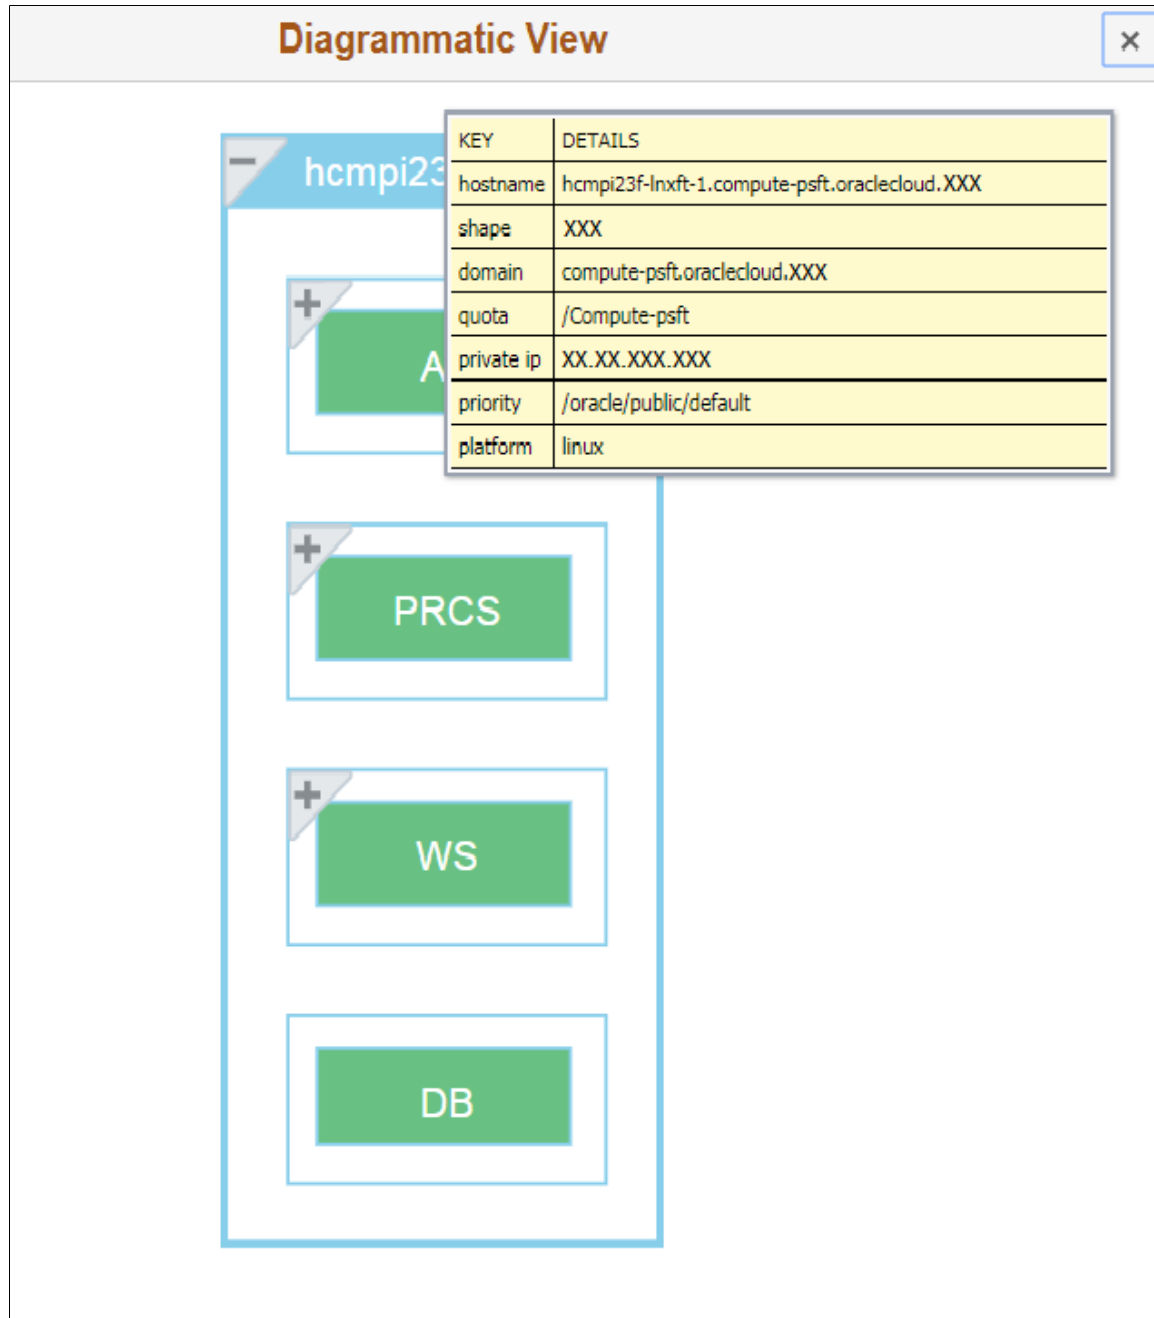 Diagrammatic View
KEY DETAILS
hostname hcmpi23f-lnxft-1.compute-psft.oraclecloud.XXX
shape XXX
domain compute-psft.oraclecloud.XXX
quota /Compute-psft
private ip XX.XX.XXX.XXX
priority /oracle/public/default
platform linux
hcmpi23
A
PRCS
WS
DB